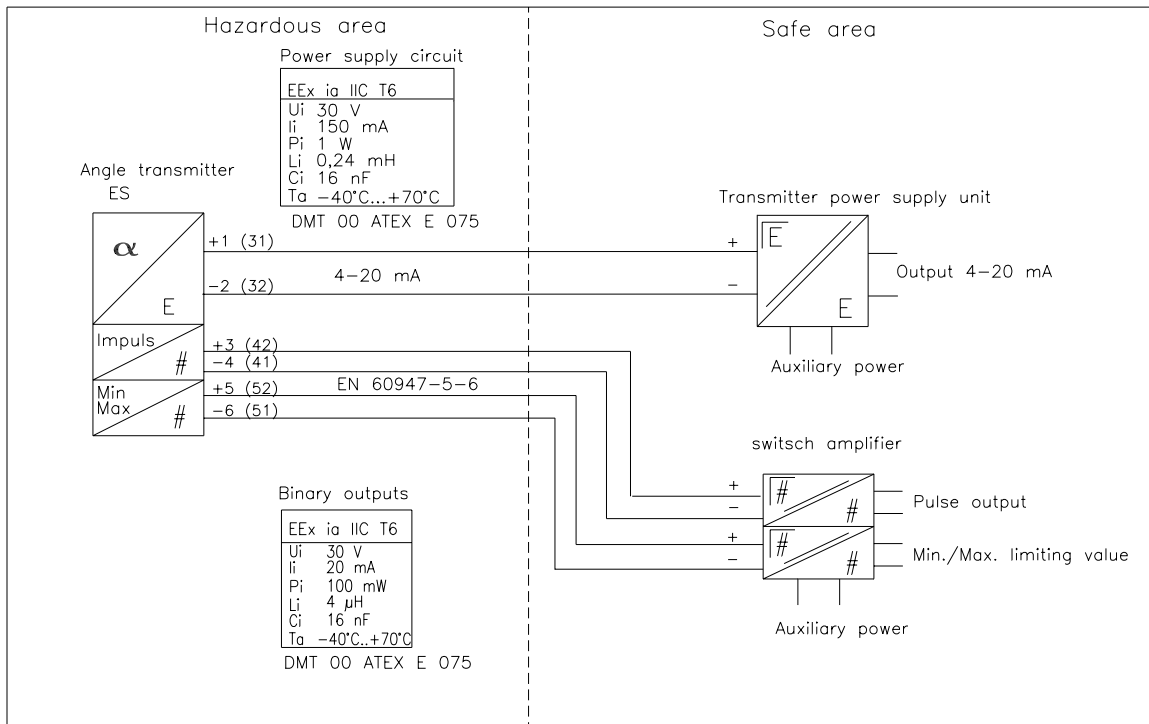 Hazardous area
Safe area
Power supply circuit
EEx ia IIC T6
Ui 30 V
Ii 150 mA
Pi 1 W
Li 0,24 mH
Ci 16 nF
Ta -40°C...+70°C
DMT 00 ATEX E 075
Angle transmitter
ES
α
E
+1 (31)
-2 (32)
4-20 mA
Impuls
#
+3 (42)
-4 (41)
Min
Max
#
+5 (52)
-6 (51)
EN 60947-5-6
Transmitter power supply unit
+
-
E
E
Output 4-20 mA
Auxiliary power
switsch amplifier
+
-
#
#
Pulse output
+
-
#
#
Min./Max. limiting value
Auxiliary power
Binary outputs
EEx ia IIC T6
Ui 30 V
Ii 20 mA
Pi 100 mW
Li 4 µH
Ci 16 nF
Ta -40°C..+70°C
DMT 00 ATEX E 075